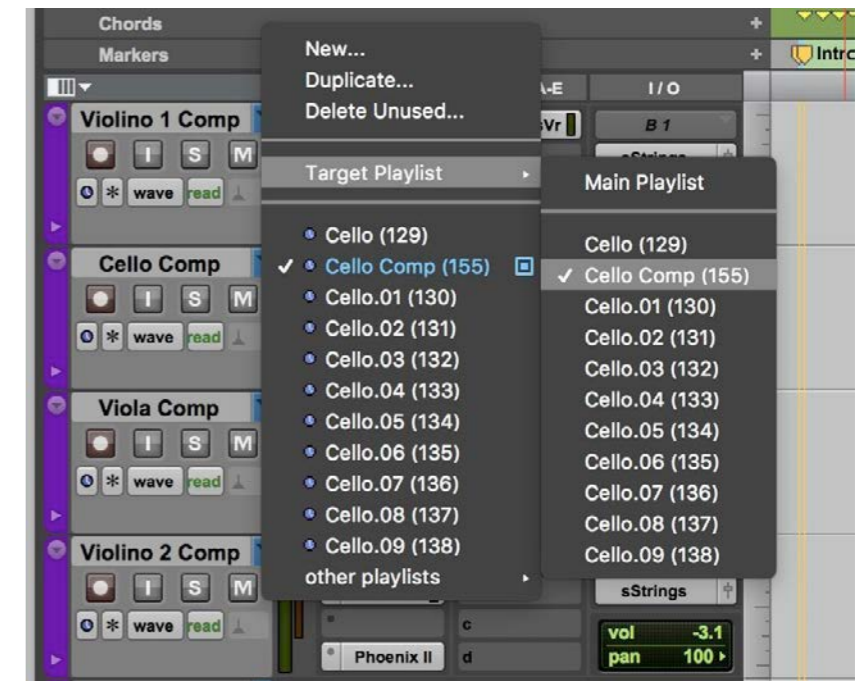 Chords
Markers
Intro
A-E
I/O
New...
Duplicate...
Delete Unused...
Target Playlist
Cello (129)
Cello Comp (155)
Cello.01 (130)
Cello.02 (131)
Cello.03 (132)
Cello.04 (133)
Cello.05 (134)
Cello.06 (135)
Cello.07 (136)
Cello.08 (137)
Cello.09 (138)
other playlists
Main Playlist
Cello (129)
Cello Comp (155)
Cello.01 (130)
Cello.02 (131)
Cello.03 (132)
Cello.04 (133)
Cello.05 (134)
Cello.06 (135)
Cello.07 (136)
Cello.08 (137)
Cello.09 (138)
Violino 1 Comp
I S M
wave read
B 1
Cello Comp
I S M
wave read
Viola Comp
I S M
wave read
Violino 2 Comp
I S M
wave read
sStrings
c
Phoenix II d
vol -3.1
pan 100